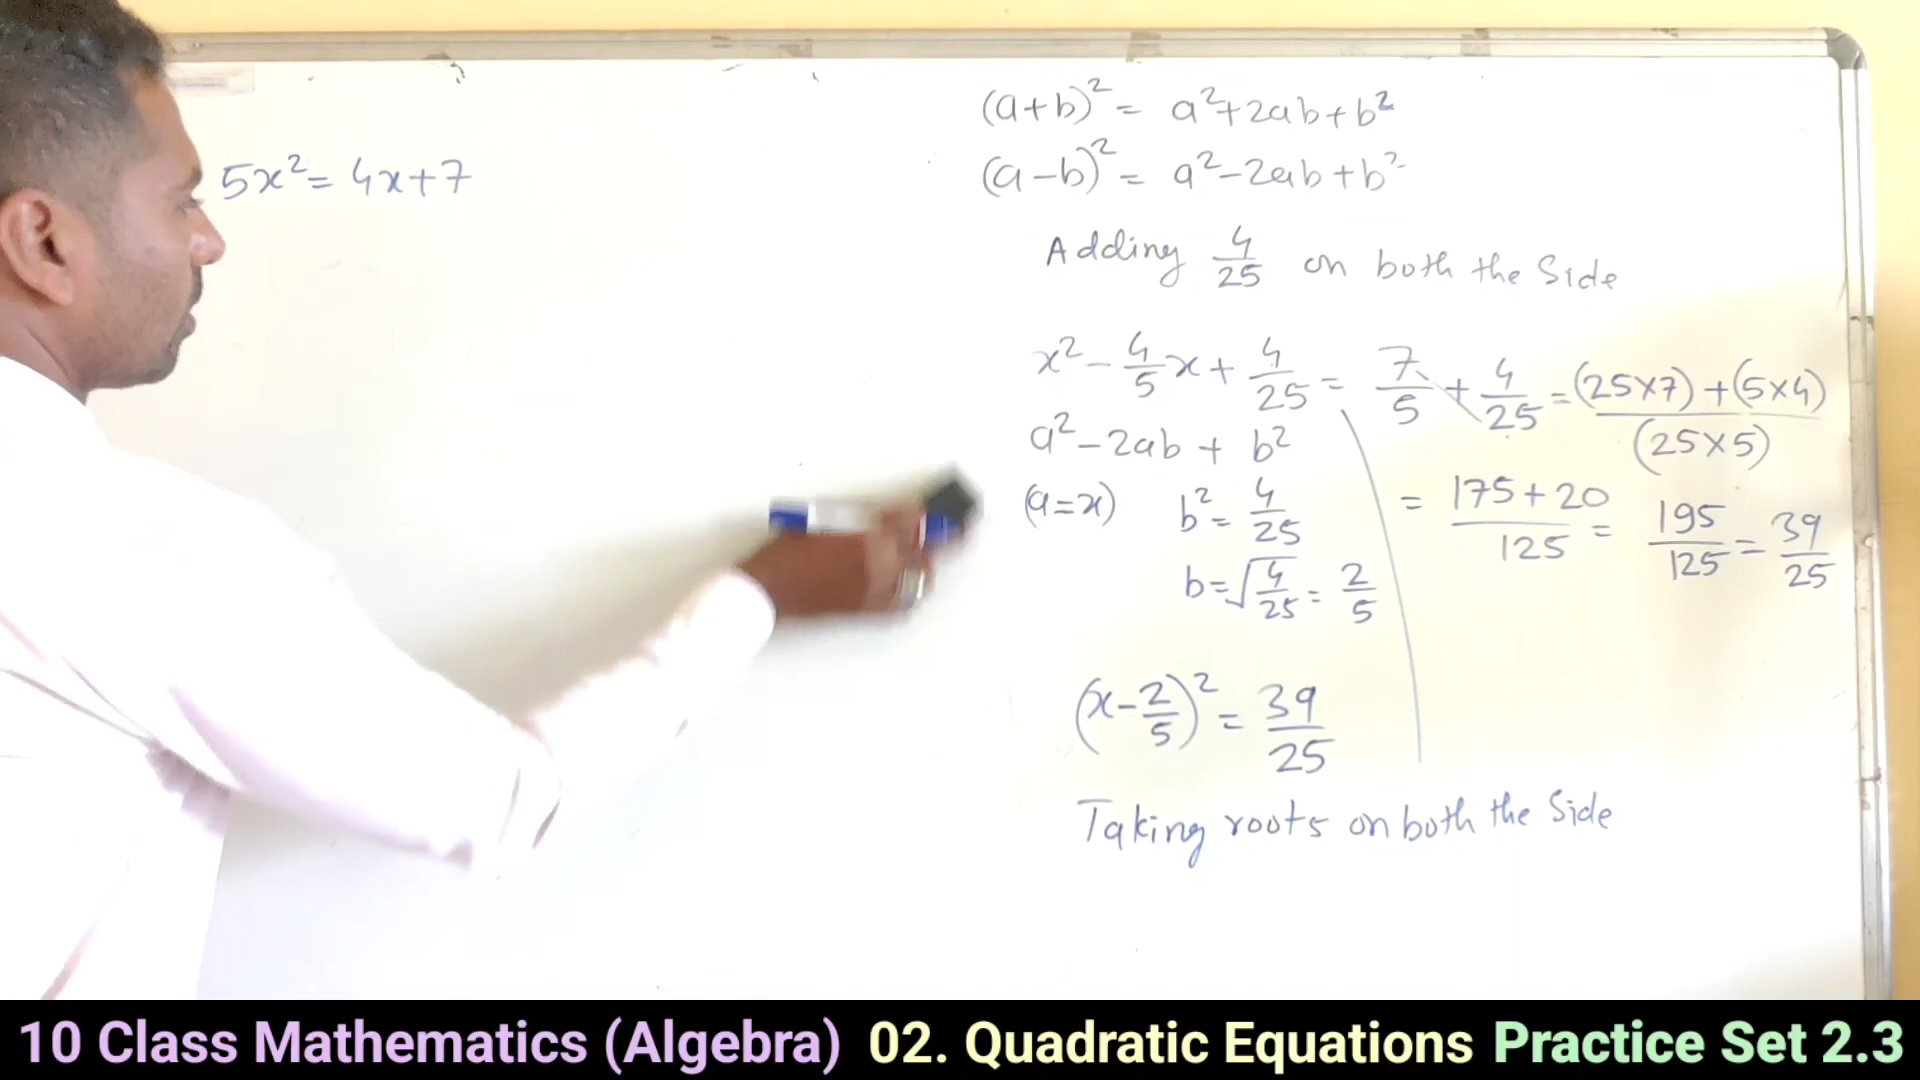 5x² = 4x+7
(a+b)² = a²+2ab+b²
(a-b)² = a²-2ab+b²
Adding 4/25 on both the Side
x² - 4/5 x + 4/25 = 7/5 + 4/25 = (25×7)+(5×4) / (25×5)
a² - 2ab + b²
(a=x) b² = 4/25
= 175+20 / 125 = 195/125 = 39/25
b = √4/25 = 2/5
(x - 2/5)² = 39/25
Taking roots on both the Side
10 Class Mathematics (Algebra) 02. Quadratic Equations Practice Set 2.3